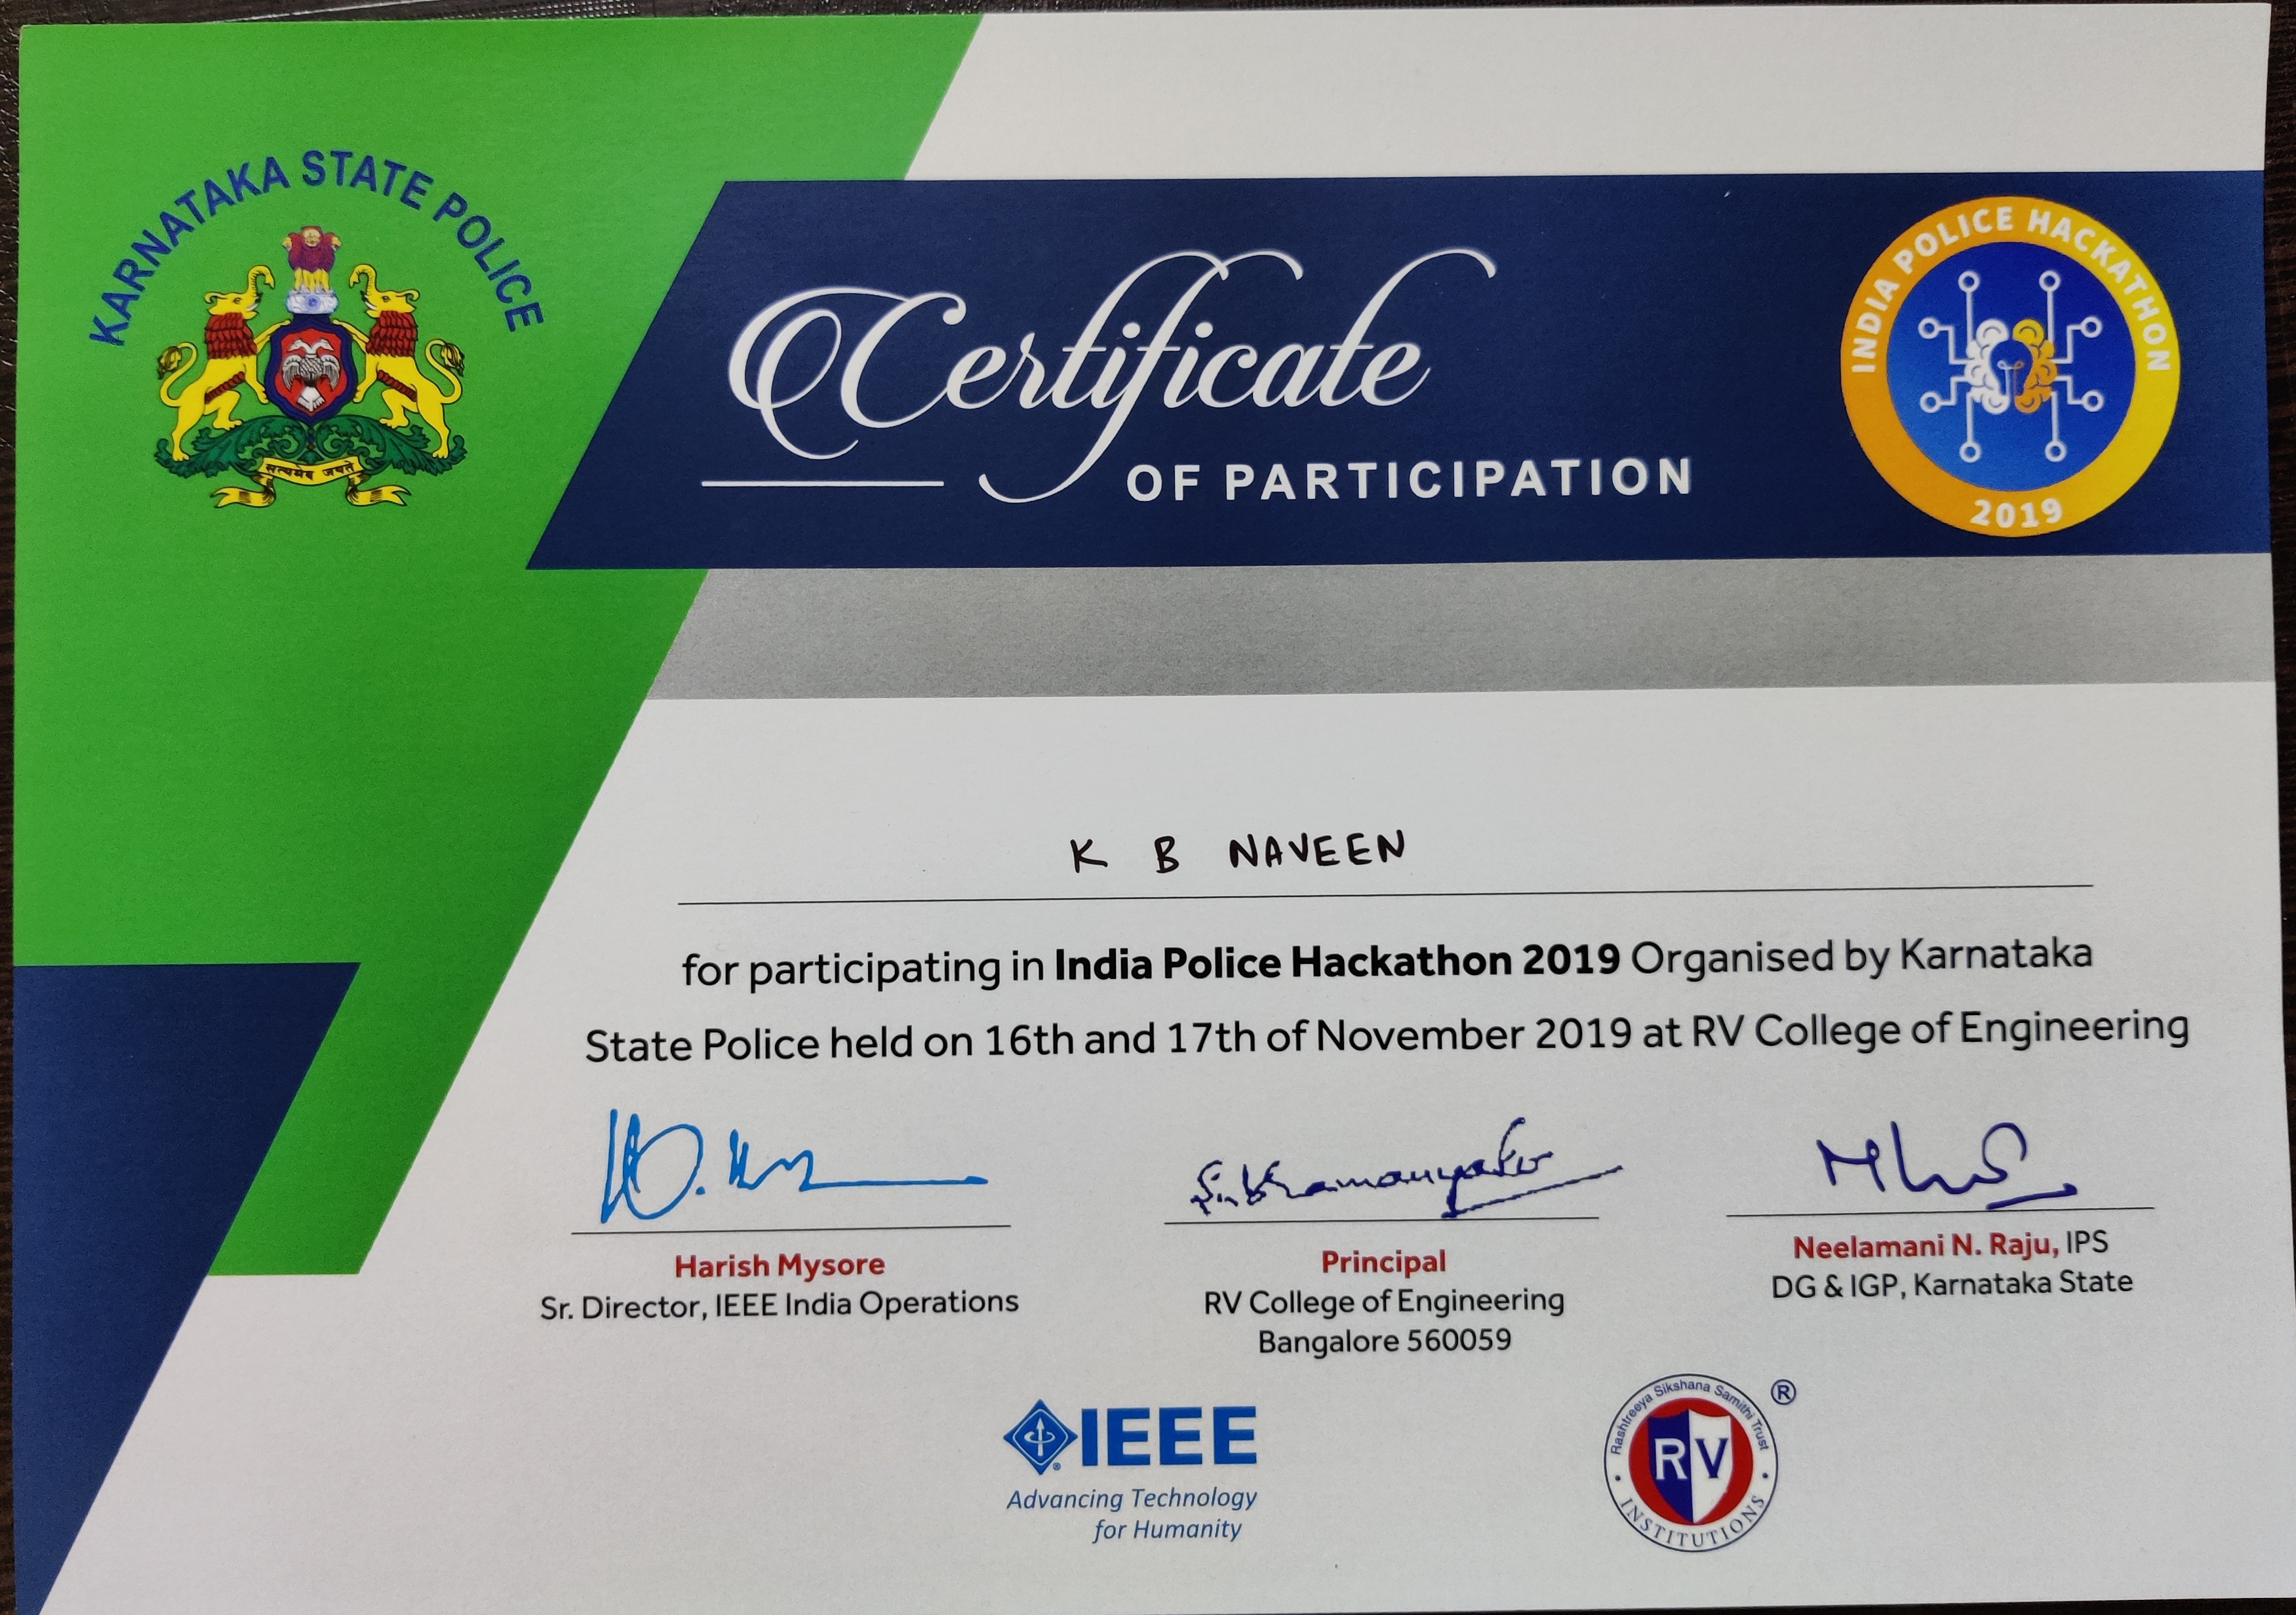 KARNATAKA STATE POLICE
सत्यमेव जयते
Certificate
OF PARTICIPATION
INDIA POLICE HACKATHON
2019
K B NAVEEN
for participating in India Police Hackathon 2019 Organised by Karnataka
State Police held on 16th and 17th of November 2019 at RV College of Engineering
Harish Mysore
Sr. Director, IEEE India Operations
Principal
RV College of Engineering
Bangalore 560059
Neelamani N. Raju, IPS
DG & IGP, Karnataka State
IEEE
Advancing Technology
for Humanity
Rashtreeya Sikshana Samithi Trust
RV
INSTITUTIONS
®